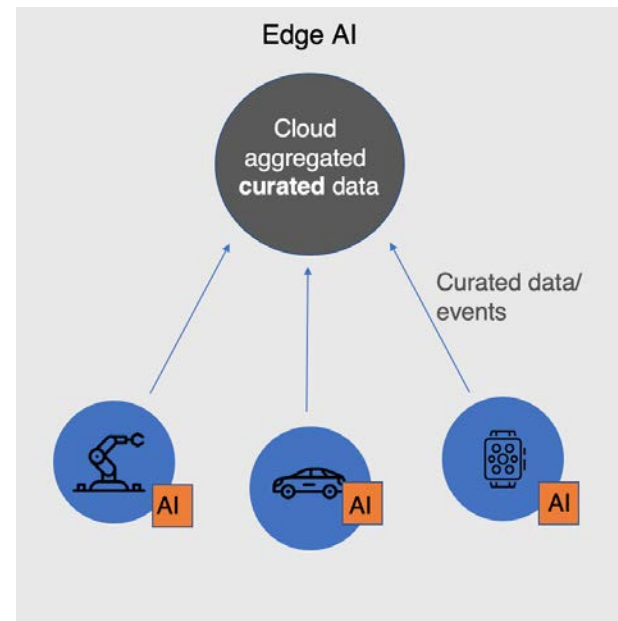 Edge AI
Cloud
aggregated
curated data
Curated data/
events
AI
AI
AI